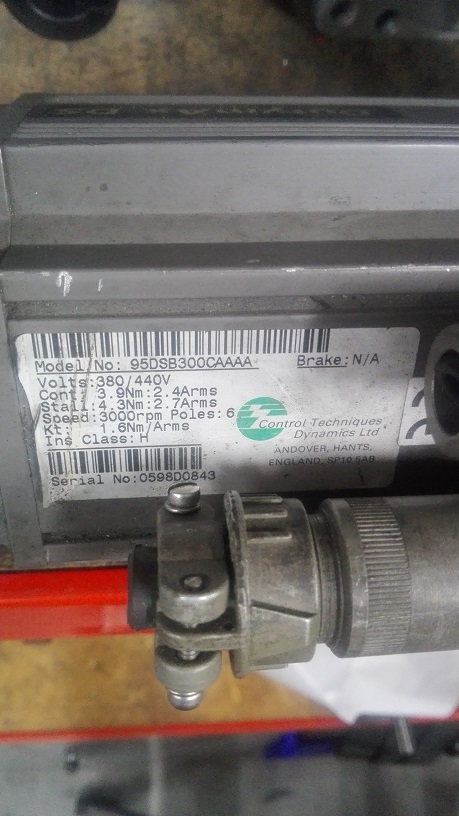 Model/No: 95DSB300CAAAA Brake: N/A
Volts:380/440V
Cont: 3.9Nm:2.4Arms
Stall:4.3Nm:2.7Arms
Speed:3000rpm Poles:6
1.6Nm/Arms
Ins Class:H
Serial No:0598D0843
Control Techniques
Dynamics Ltd
ANDOVER, HANTS,
ENGLAND, SP10 5AB
CE